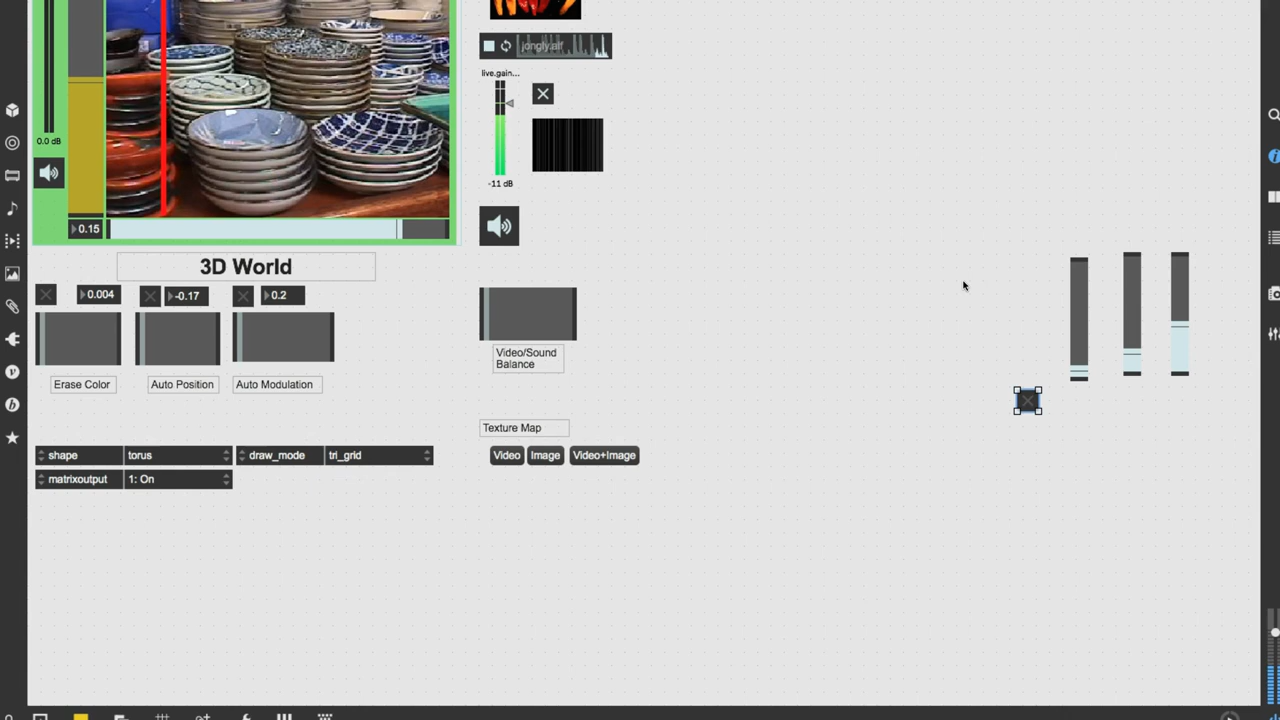 jongly.aif
live.gain...
0.0 dB
-11 dB
0.15
3D World
0.004
-0.17
0.2
Video/Sound
Balance
Erase Color
Auto Position
Auto Modulation
Texture Map
shape
torus
draw_mode
tri_grid
Video
Image
Video+Image
matrixoutput
1: On